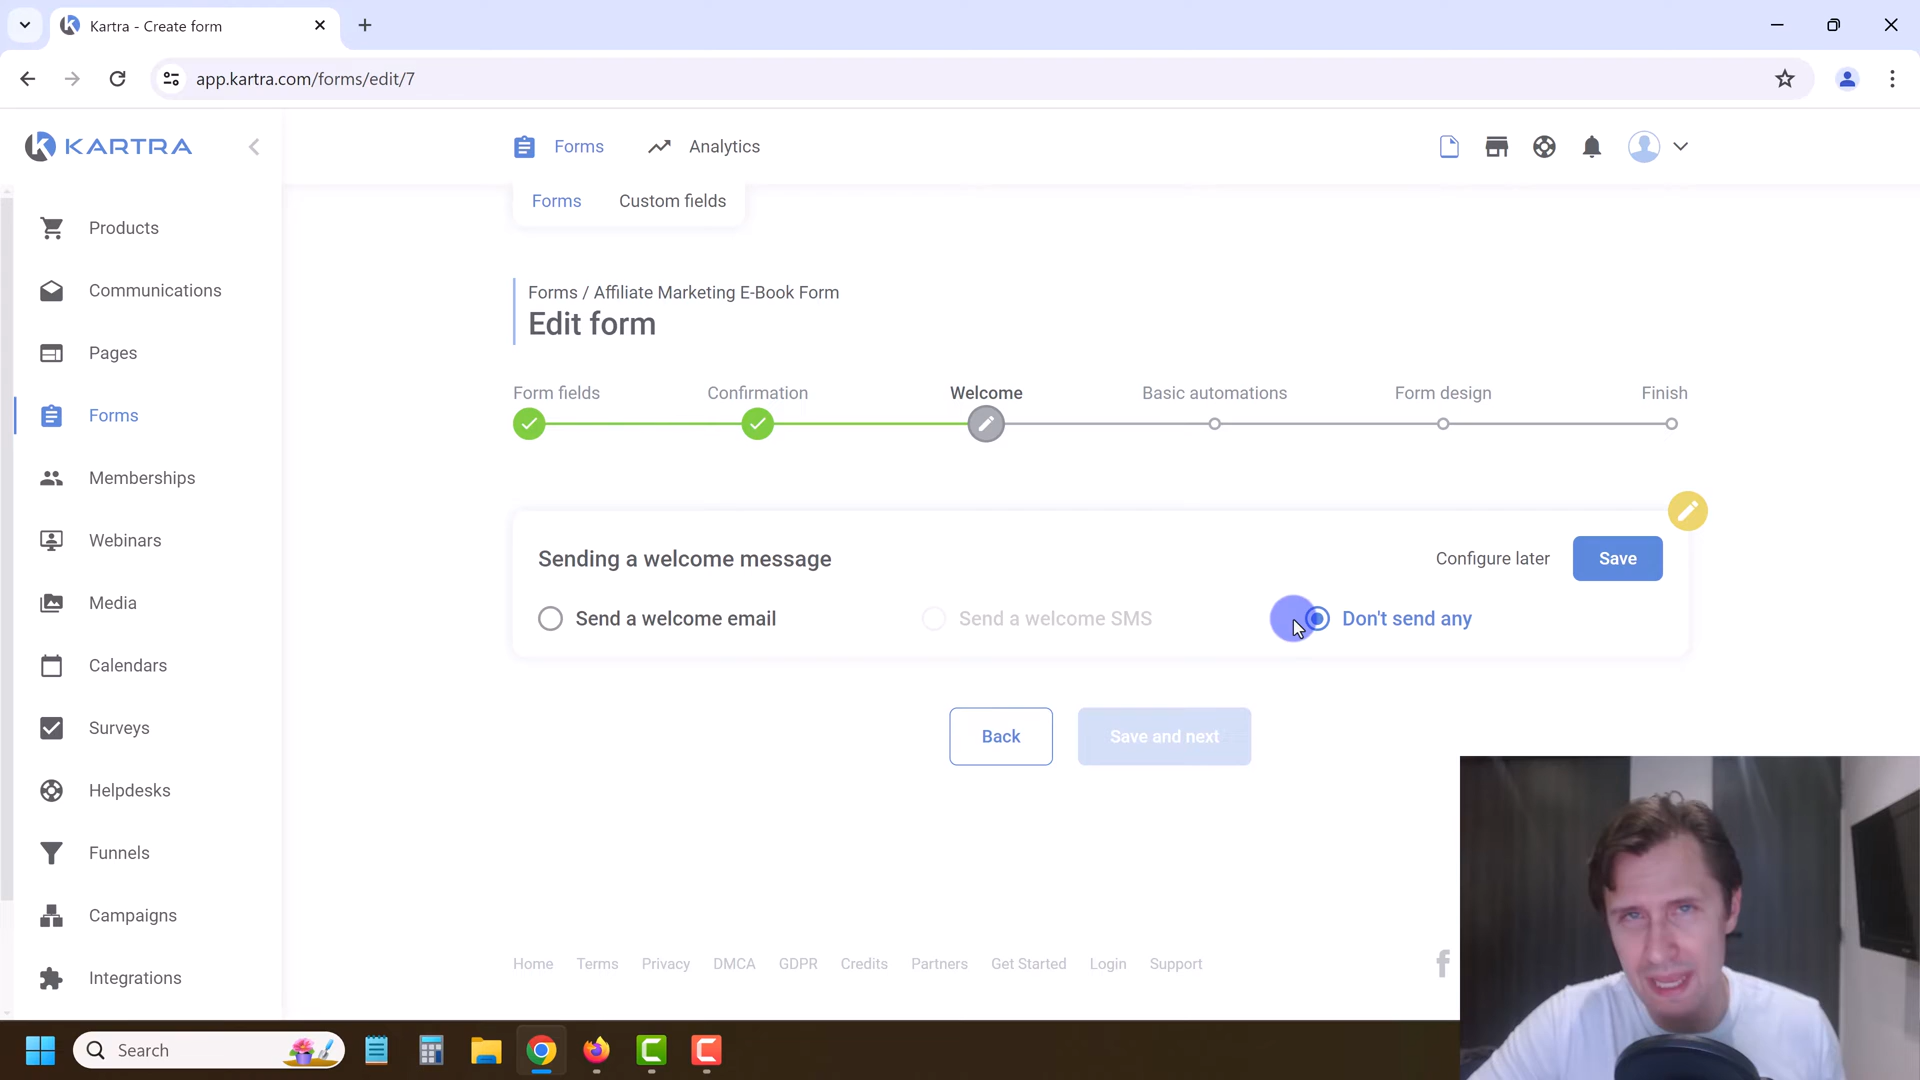 Kartra - Create form
app.kartra.com/forms/edit/7
KARTRA
Forms
Analytics
Forms
Custom fields
Products
Communications
Pages
Forms
Memberships
Webinars
Media
Calendars
Surveys
Helpdesks
Funnels
Campaigns
Integrations
Forms / Affiliate Marketing E-Book Form
Edit form
Form fields
Confirmation
Welcome
Basic automations
Form design
Finish
Sending a welcome message
Configure later
Save
Send a welcome email
Send a welcome SMS
Don't send any
Back
Save and next
Home
Terms
Privacy
DMCA
GDPR
Credits
Partners
Get Started
Login
Support
Search